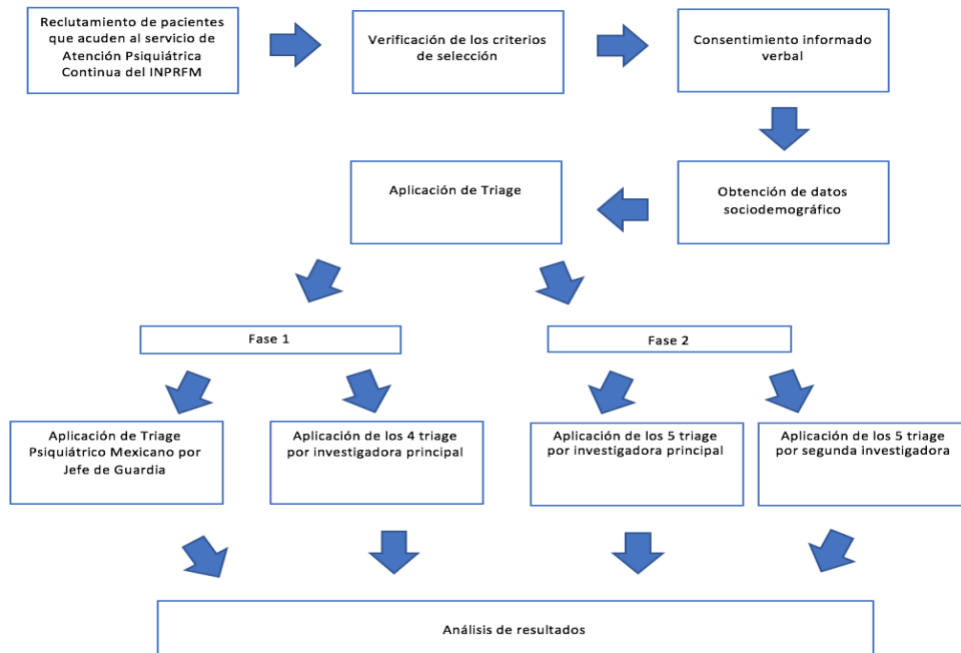 Reclutamiento de pacientes
que acuden al servicio de
Atención Psiquiátrica
Continua del INPRFM
Verificación de los criterios
de selección
Consentimiento informado
verbal
Aplicación de Triage
Obtención de datos
sociodemográfico
Fase 1
Fase 2
Aplicación de Triage
Psiquiátrico Mexicano por
Jefe de Guardia
Aplicación de los 4 triage
por investigadora principal
Aplicación de los 5 triage
por investigadora principal
Aplicación de los 5 triage
por segunda investigadora
Análisis de resultados